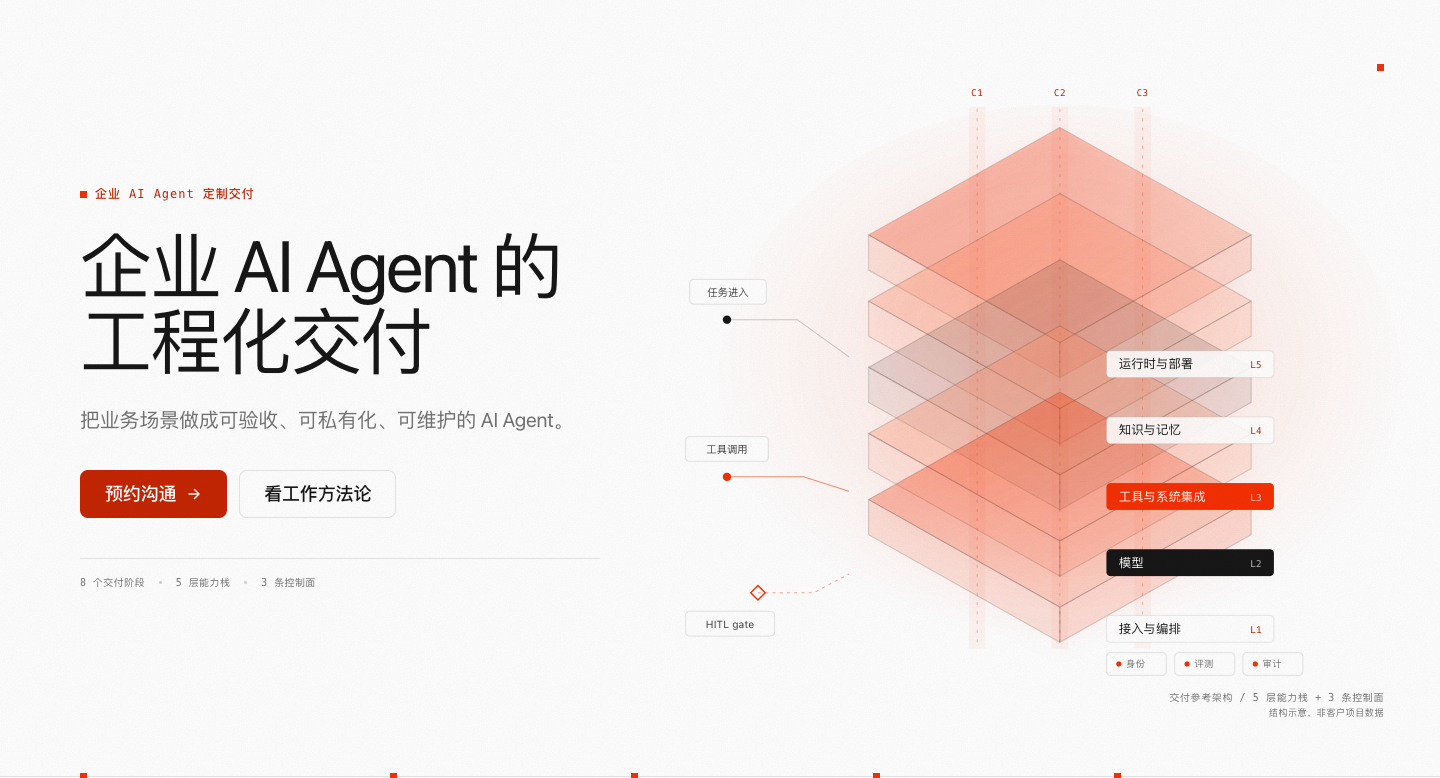 企业 AI Agent 定制交付
企业 AI Agent 的
工程化交付
把业务场景做成可验收、可私有化、可维护的 AI Agent。
预约沟通 →
看工作方法论
8 个交付阶段 • 5 层能力栈 • 3 条控制面
C1 C2 C3
任务进入
工具调用
HITL gate
运行时与部署 L5
知识与记忆 L4
工具与系统集成 L3
模型 L2
接入与编排 L1
身份 评测 审计
交付参考架构 / 5 层能力栈 + 3 条控制面
结构示意，非客户项目数据